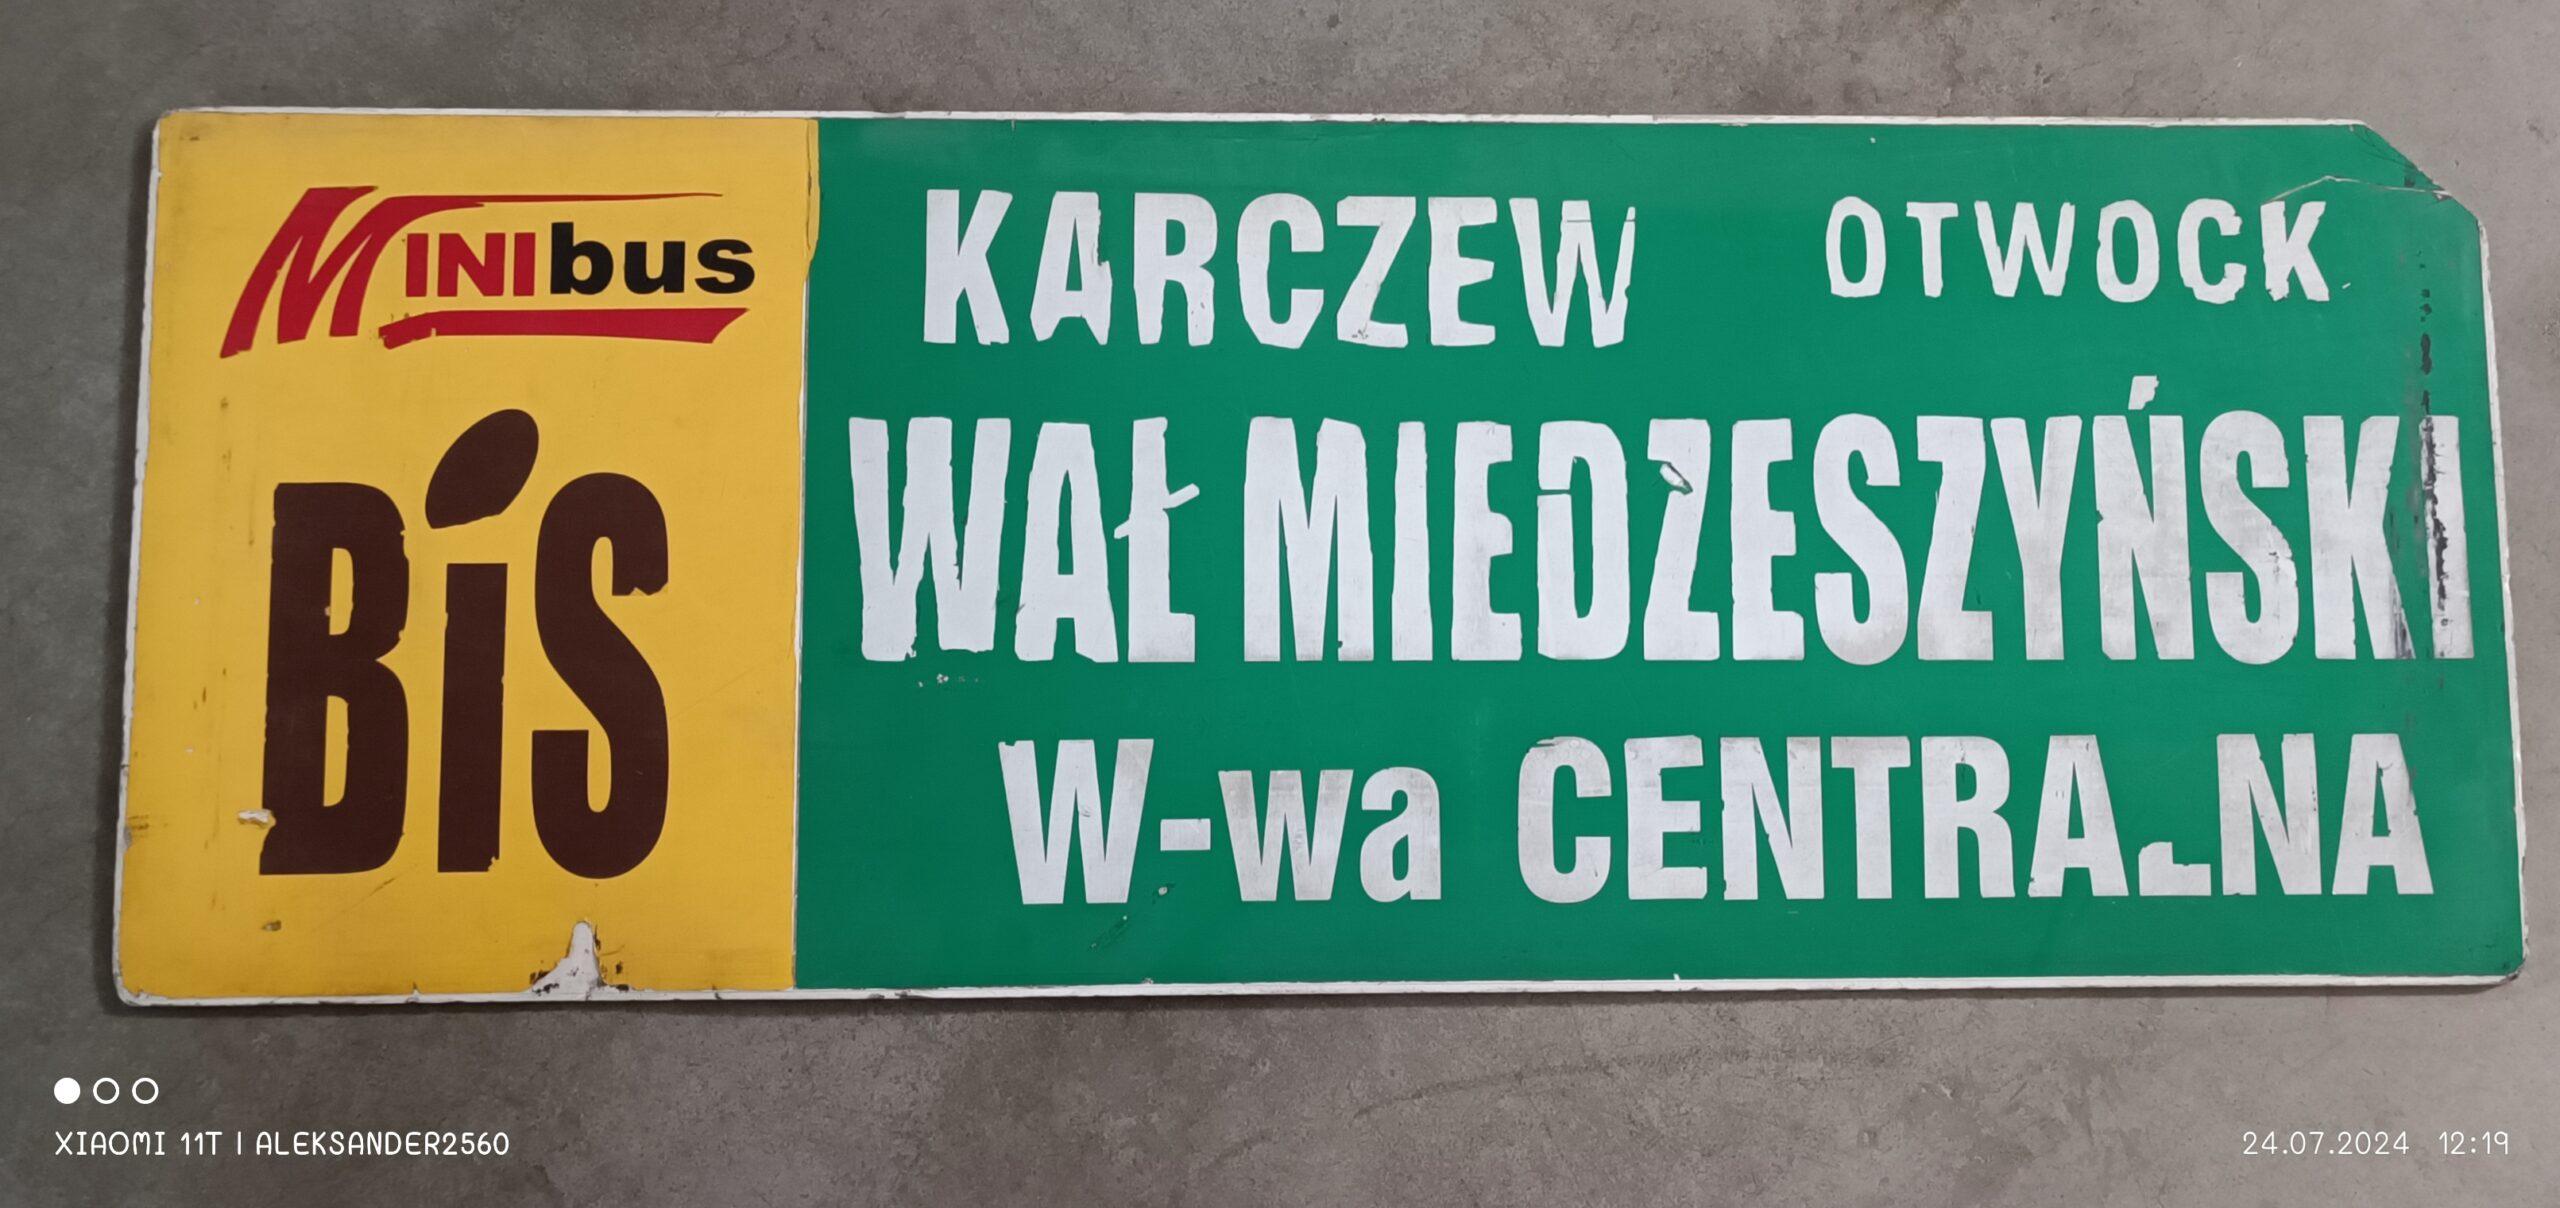 MINIbus
BiS
KARCZEW OTWOCK
WAŁ MIEDZESZYŃSKI
W-wa CENTRALNA
XIAOMI 11T | ALEKSANDER2560
24.07.2024 12:19